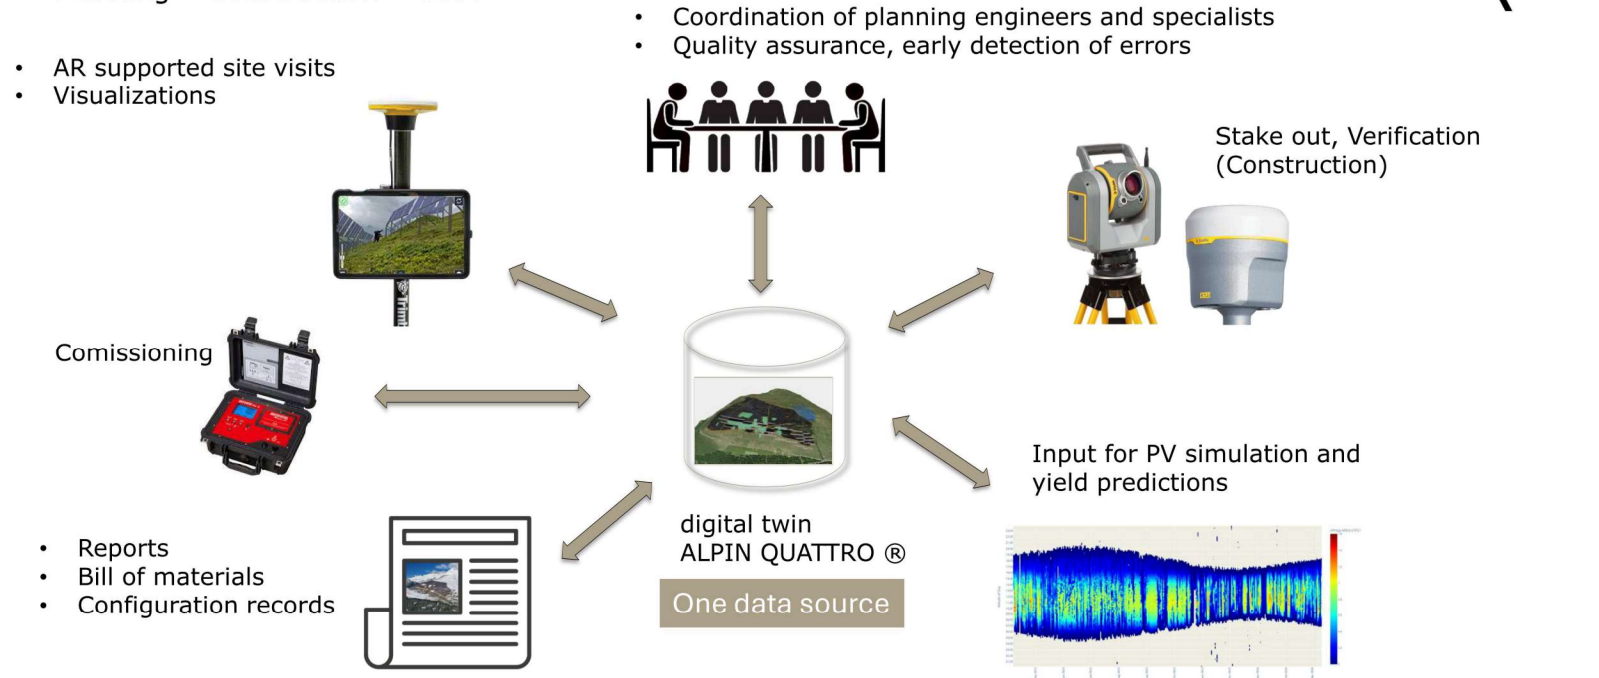 • Coordination of planning engineers and specialists
• Quality assurance, early detection of errors
• AR supported site visits
• Visualizations
Stake out, Verification
(Construction)
Comissioning
Input for PV simulation and
yield predictions
digital twin
ALPIN QUATTRO ®
One data source
• Reports
• Bill of materials
• Configuration records